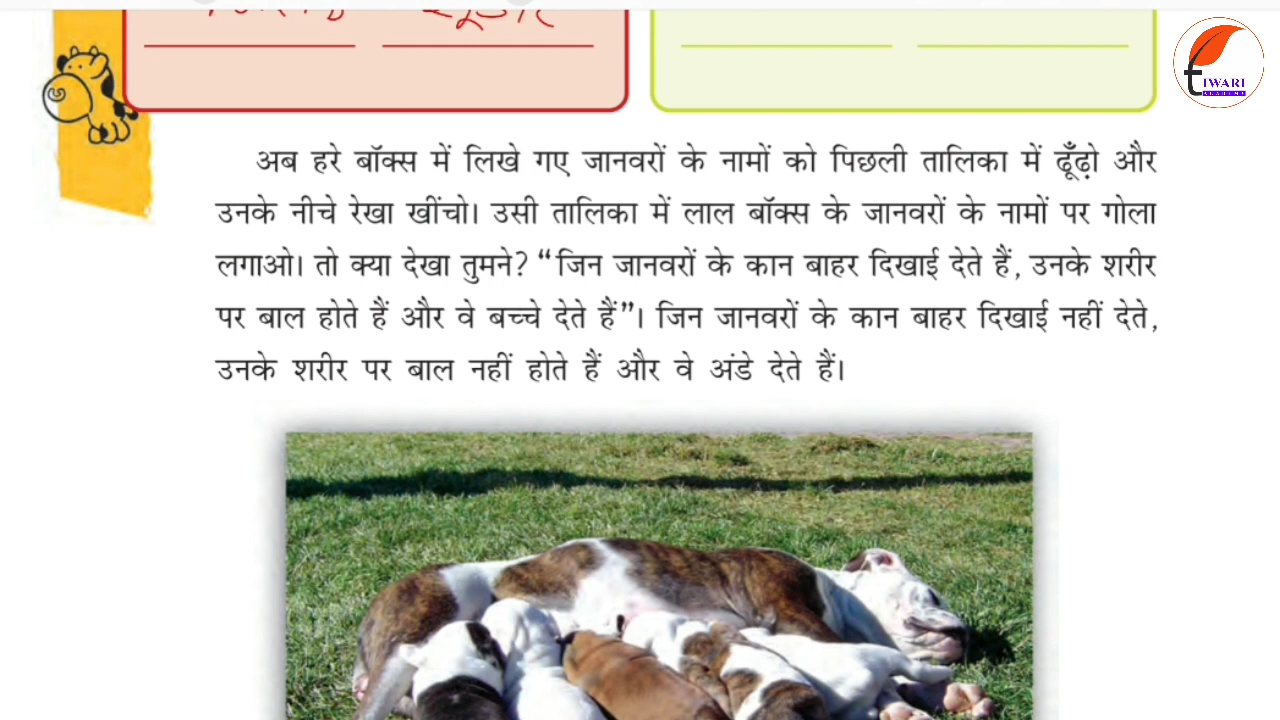 अब हरे बॉक्स में लिखे गए जानवरों के नामों को पिछली तालिका में ढूँढ़ो और
उनके नीचे रेखा खींचो। उसी तालिका में लाल बॉक्स के जानवरों के नामों पर गोला
लगाओ। तो क्या देखा तुमने? “जिन जानवरों के कान बाहर दिखाई देते हैं, उनके शरीर
पर बाल होते हैं और वे बच्चे देते हैं”। जिन जानवरों के कान बाहर दिखाई नहीं देते,
उनके शरीर पर बाल नहीं होते हैं और वे अंडे देते हैं।
tIWARI
ACADEMY